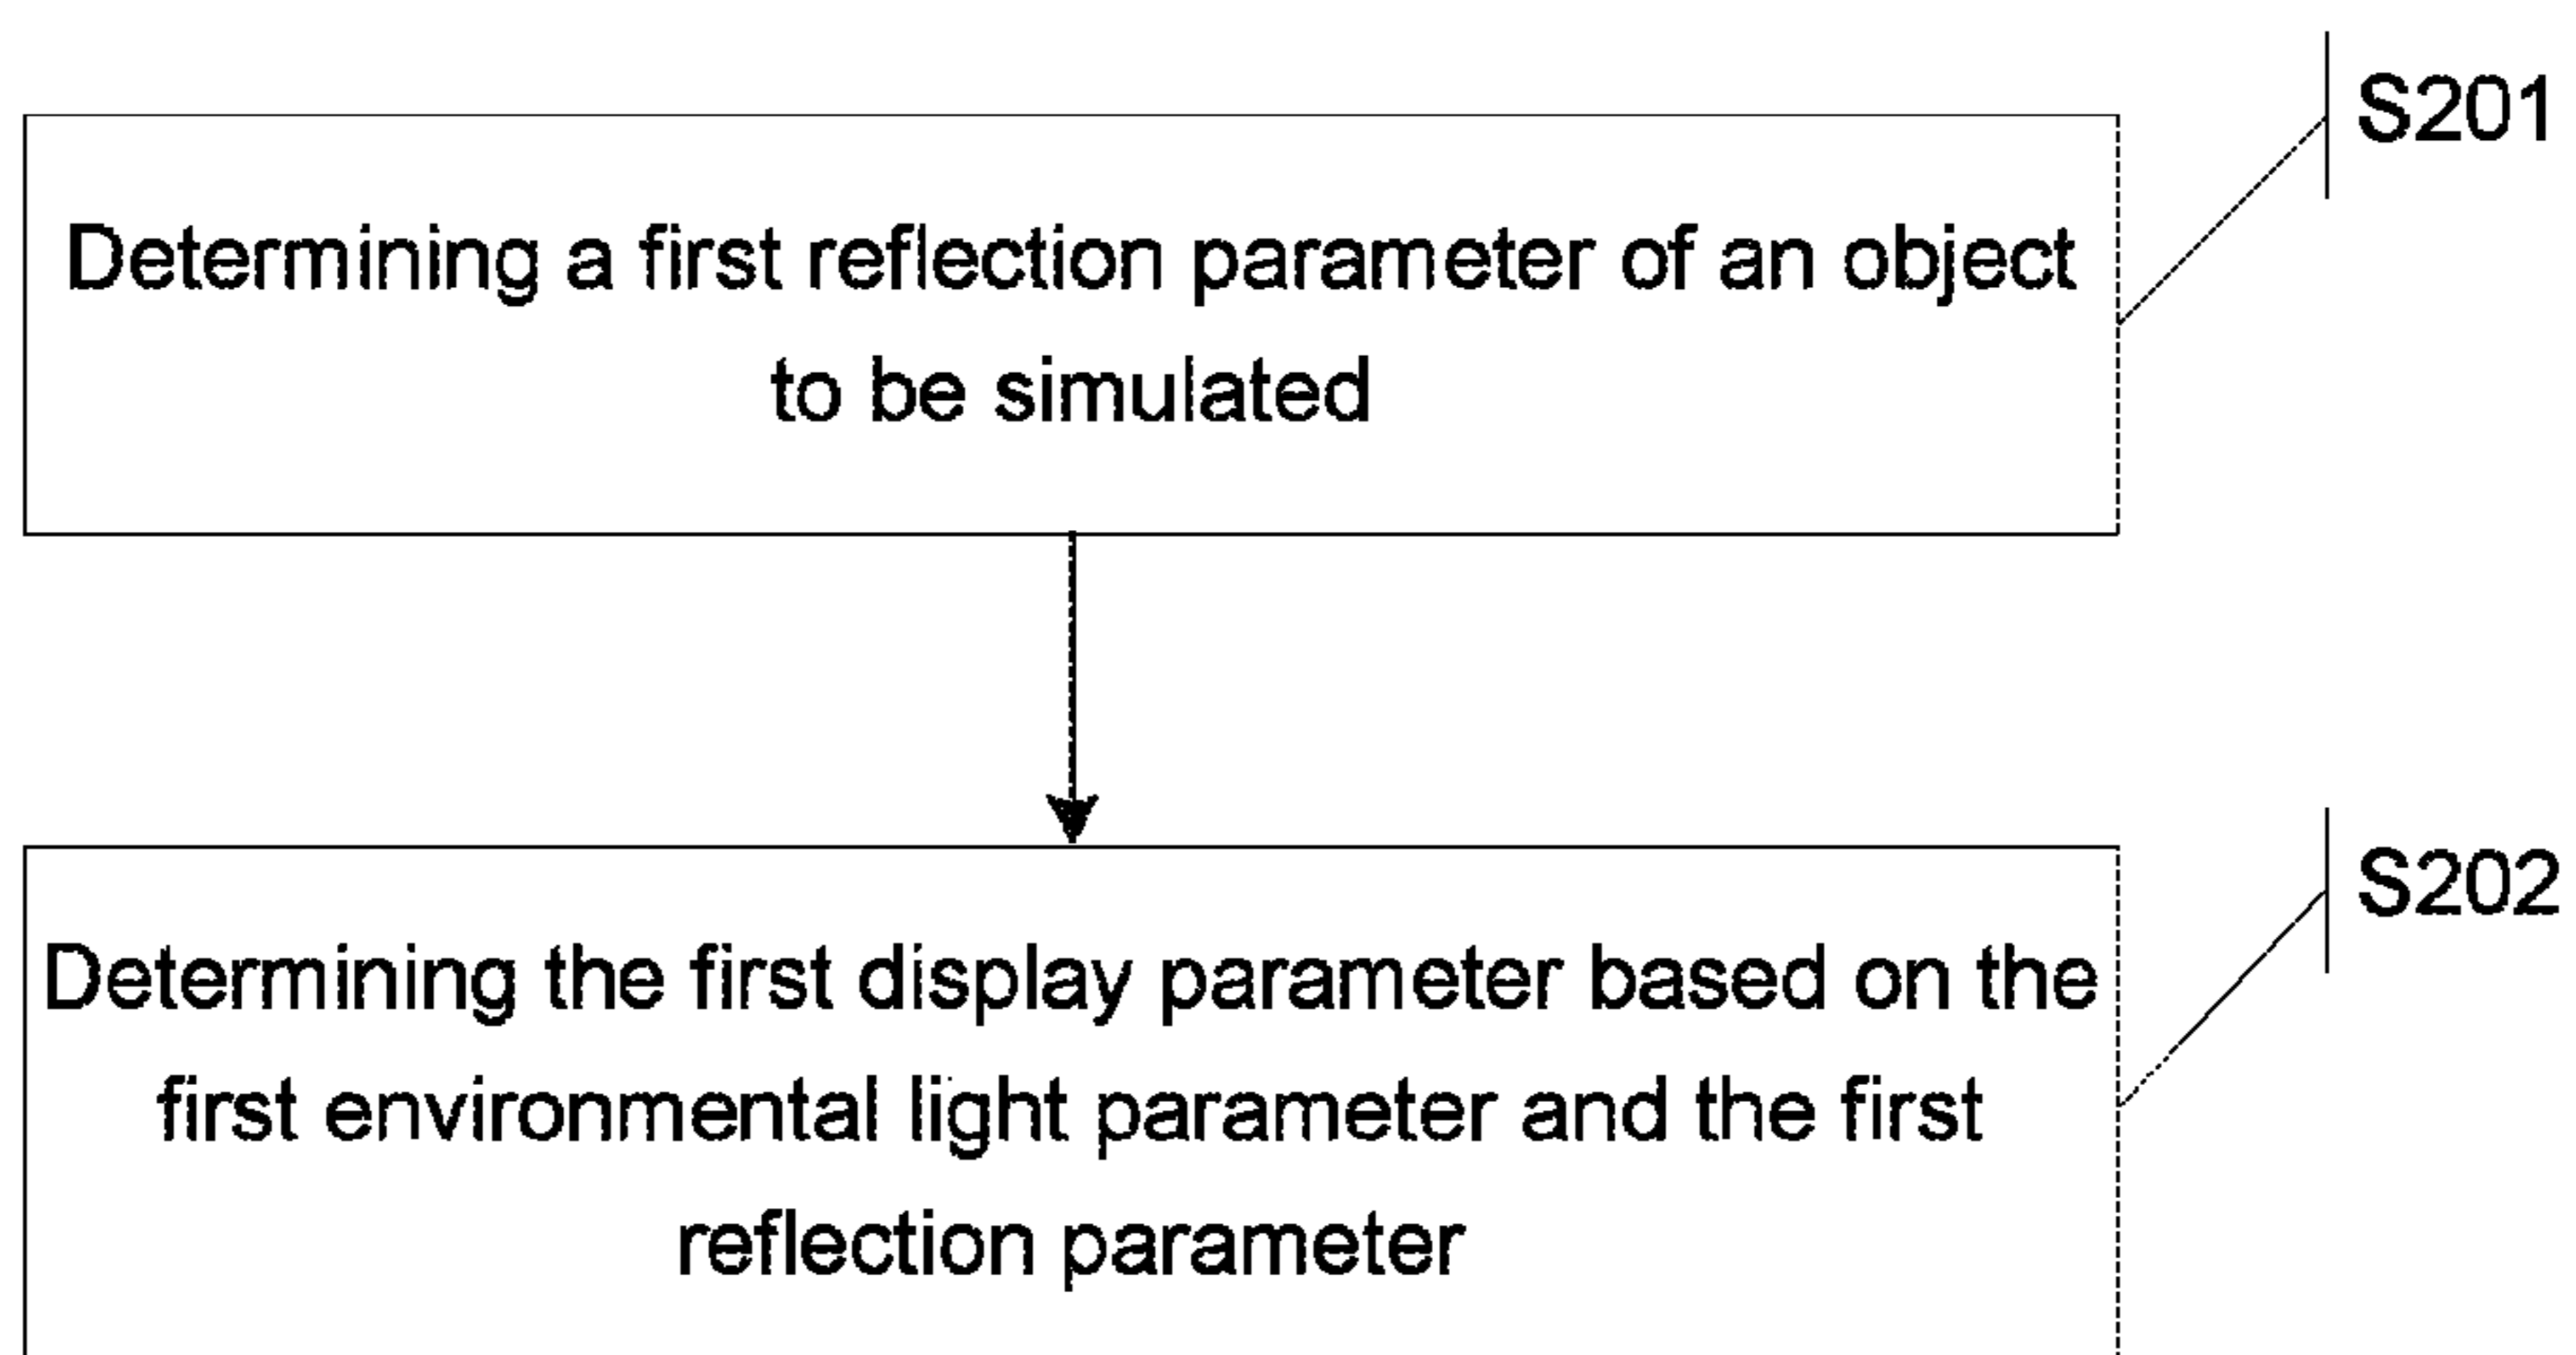 S201
Determining a first reflection parameter of an object
to be simulated
S202
Determining the first display parameter based on the
first environmental light parameter and the first
reflection parameter